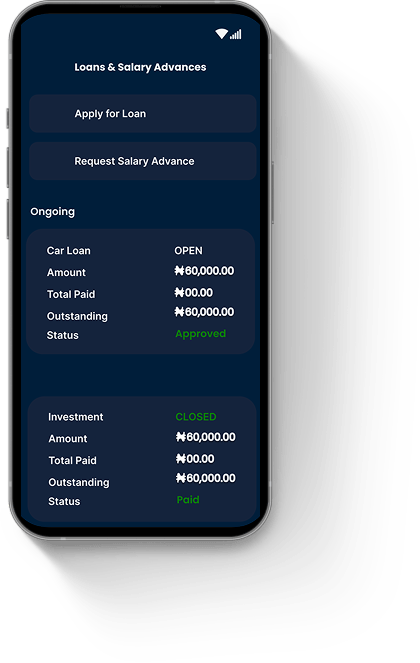 Loans & Salary Advances
Apply for Loan
Request Salary Advance
Ongoing
Car Loan OPEN
Amount ₦60,000.00
Total Paid ₦00.00
Outstanding ₦60,000.00
Status Approved
Investment CLOSED
Amount ₦60,000.00
Total Paid ₦00.00
Outstanding ₦60,000.00
Status Paid